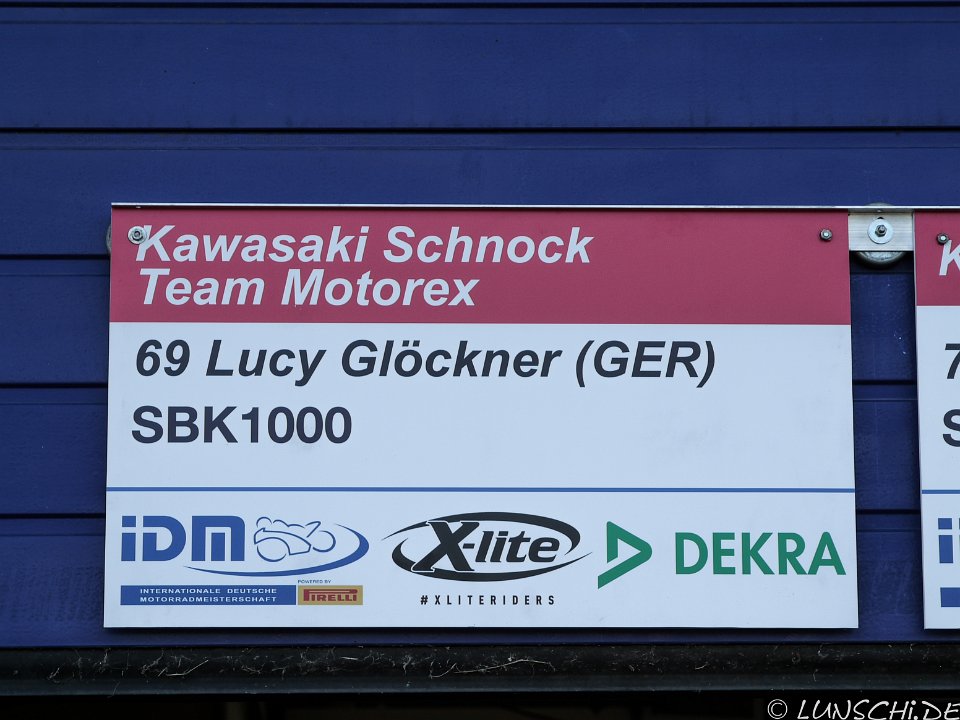 Kawasaki Schnock
Team Motorex
69 Lucy Glöckner (GER)
SBK1000
iDM
INTERNATIONALE DEUTSCHE
MOTORRADMEISTERSCHAFT
POWERED BY
PIRELLI
X-lite
#XLITERIDERS
DEKRA
K
7
S
© LUNSCHI.DE